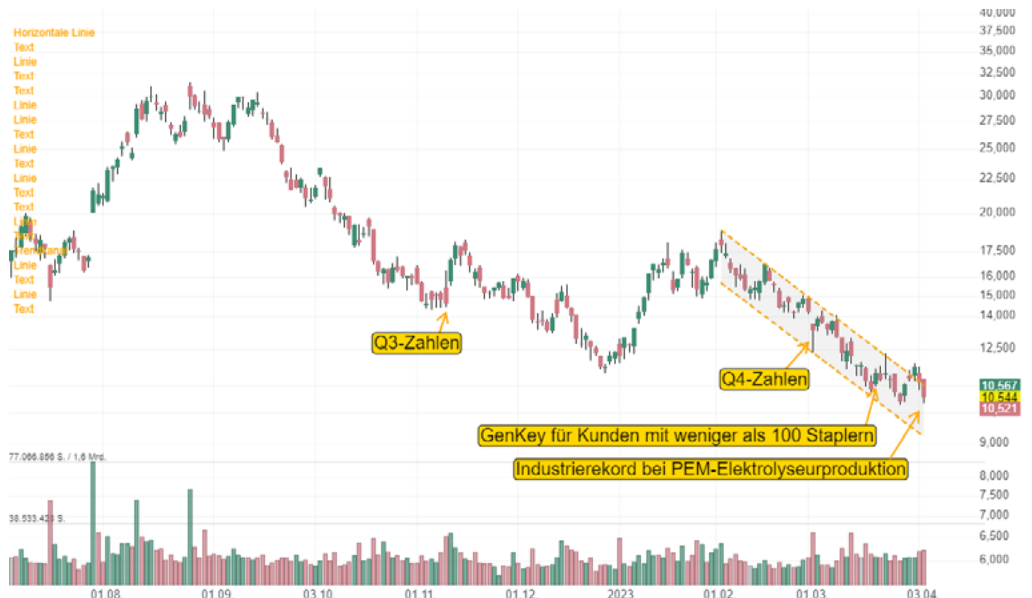 Horizontale Linie
Text
Linie
Text
Text
Linie
Linie
Text
Linie
Text
Linie
Text
Text
Linie
Linie
Text
Linie
Text
40,000
37,500
35,000
32,500
30,000
27,500
25,000
22,500
20,000
17,500
16,000
15,000
14,000
12,500
10,567
10,544
10,521
9,000
8,000
7,500
7,000
6,500
6,000
Q3-Zahlen
Q4-Zahlen
GenKey für Kunden mit weniger als 100 Staplern
Industrierekord bei PEM-Elektrolyseurproduktion
77.066.866 S. / 1,6 Mrd.
38.533.423 S.
01.08
01.09
03.10
01.11
01.12
2023
01.02
01.03
03.04